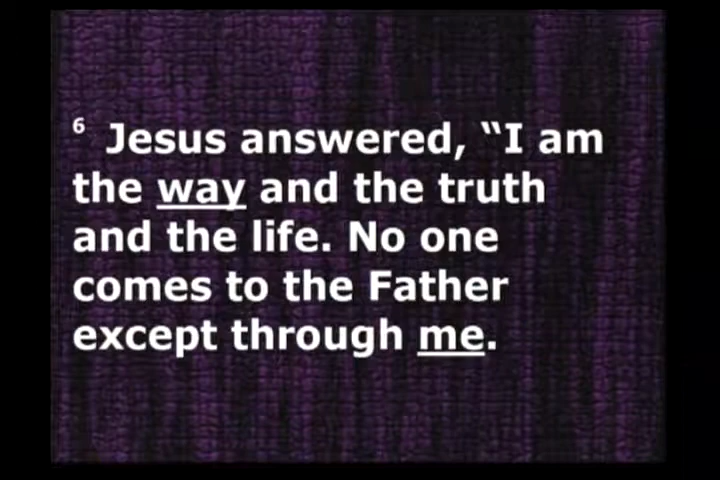 6 Jesus answered, “I am
the way and the truth
and the life. No one
comes to the Father
except through me.